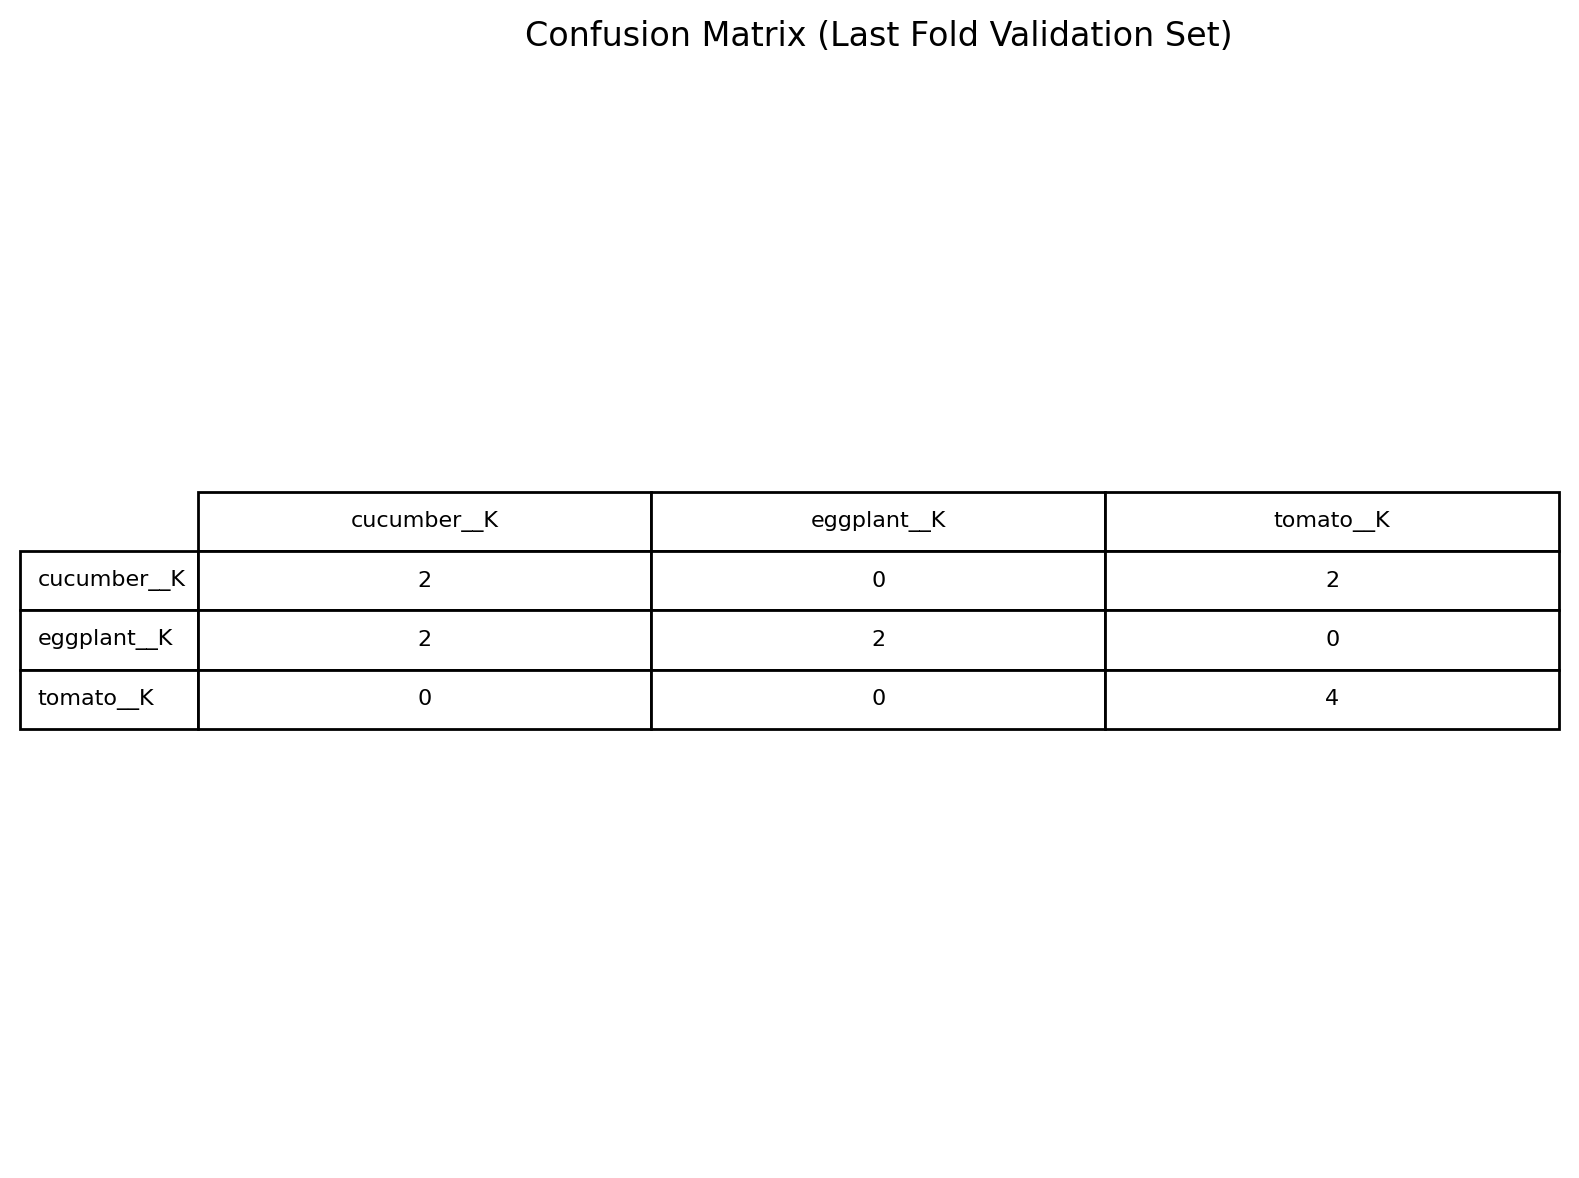 Confusion Matrix (Last Fold Validation Set)
cucumber__K eggplant__K tomato__K
cucumber__K 2 0 2
eggplant__K 2 2 0
tomato__K 0 0 4